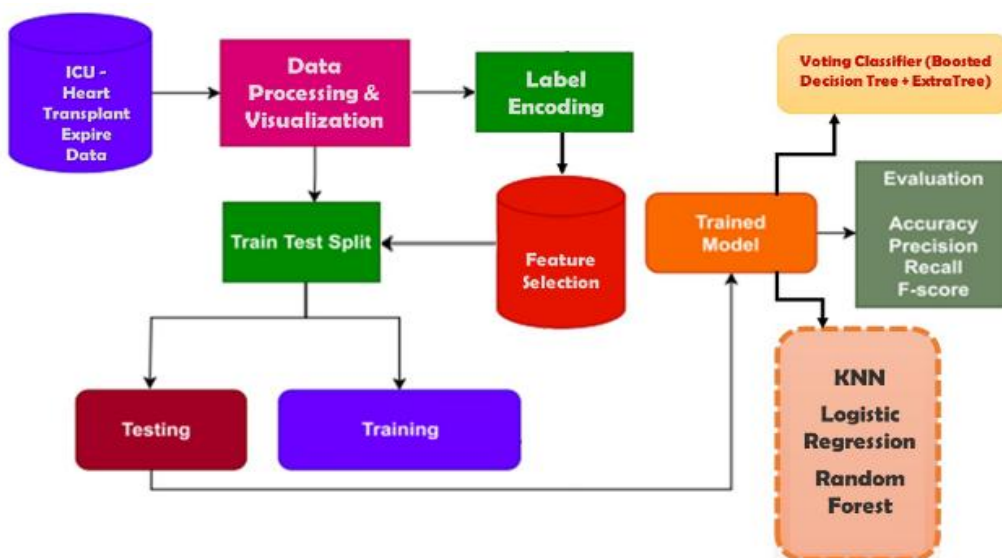 ICU -
Heart
Transplant
Expire
Data
Data
Processing &
Visualization
Label
Encoding
Voting Classifier (Boosted
Decision Tree + ExtraTree)
Train Test Split
Feature
Selection
Trained
Model
Evaluation
Accuracy
Precision
Recall
F-score
Testing
Training
KNN
Logistic
Regression
Random
Forest